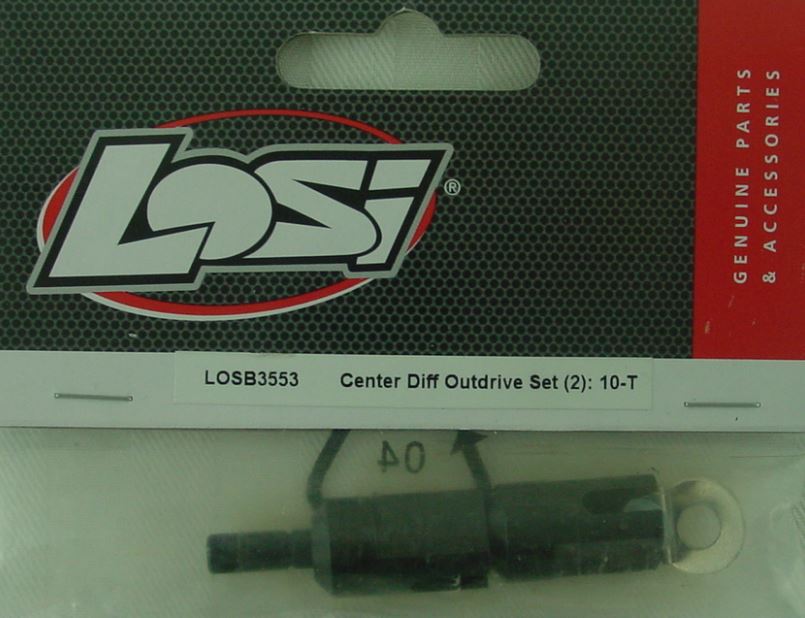 Losi®
GENUINE PARTS
& ACCESSORIES
LOSB3553 Center Diff Outdrive Set (2): 10-T
04